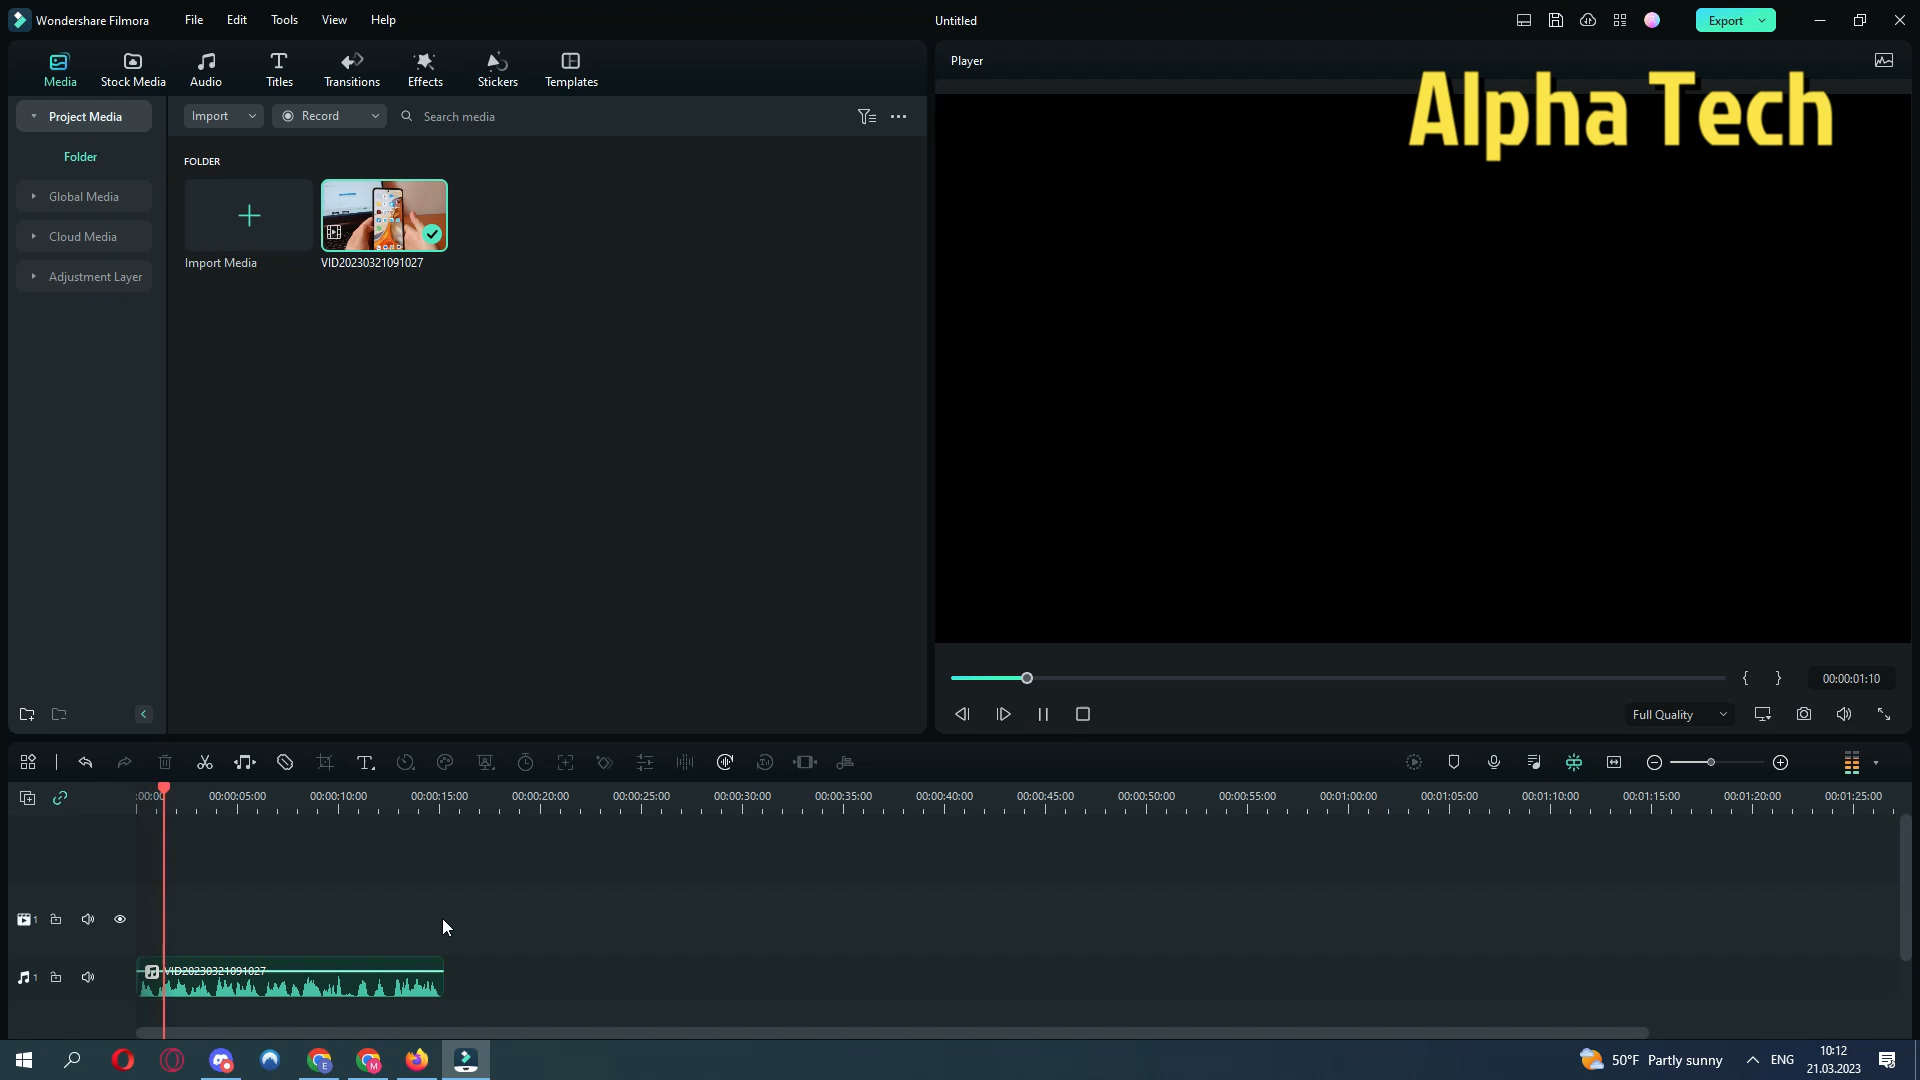 Wondershare Filmora
File
Edit
Tools
View
Help
Untitled
Export
Media
Stock Media
Audio
Titles
Transitions
Effects
Stickers
Templates
Player
Alpha Tech
Project Media
Import
Record
Search media
Folder
FOLDER
Global Media
Cloud Media
Adjustment Layer
Import Media
VID20230321091027
00:00:01:10
Full Quality
:00:00
00:00:05:00
00:00:10:00
00:00:15:00
00:00:20:00
00:00:25:00
00:00:30:00
00:00:35:00
00:00:40:00
00:00:45:00
00:00:50:00
00:00:55:00
00:01:00:00
00:01:05:00
00:01:10:00
00:01:15:00
00:01:20:00
00:01:25:00
1
1
VID20230321091027
50°F Partly sunny
ENG
10:12
21.03.2023